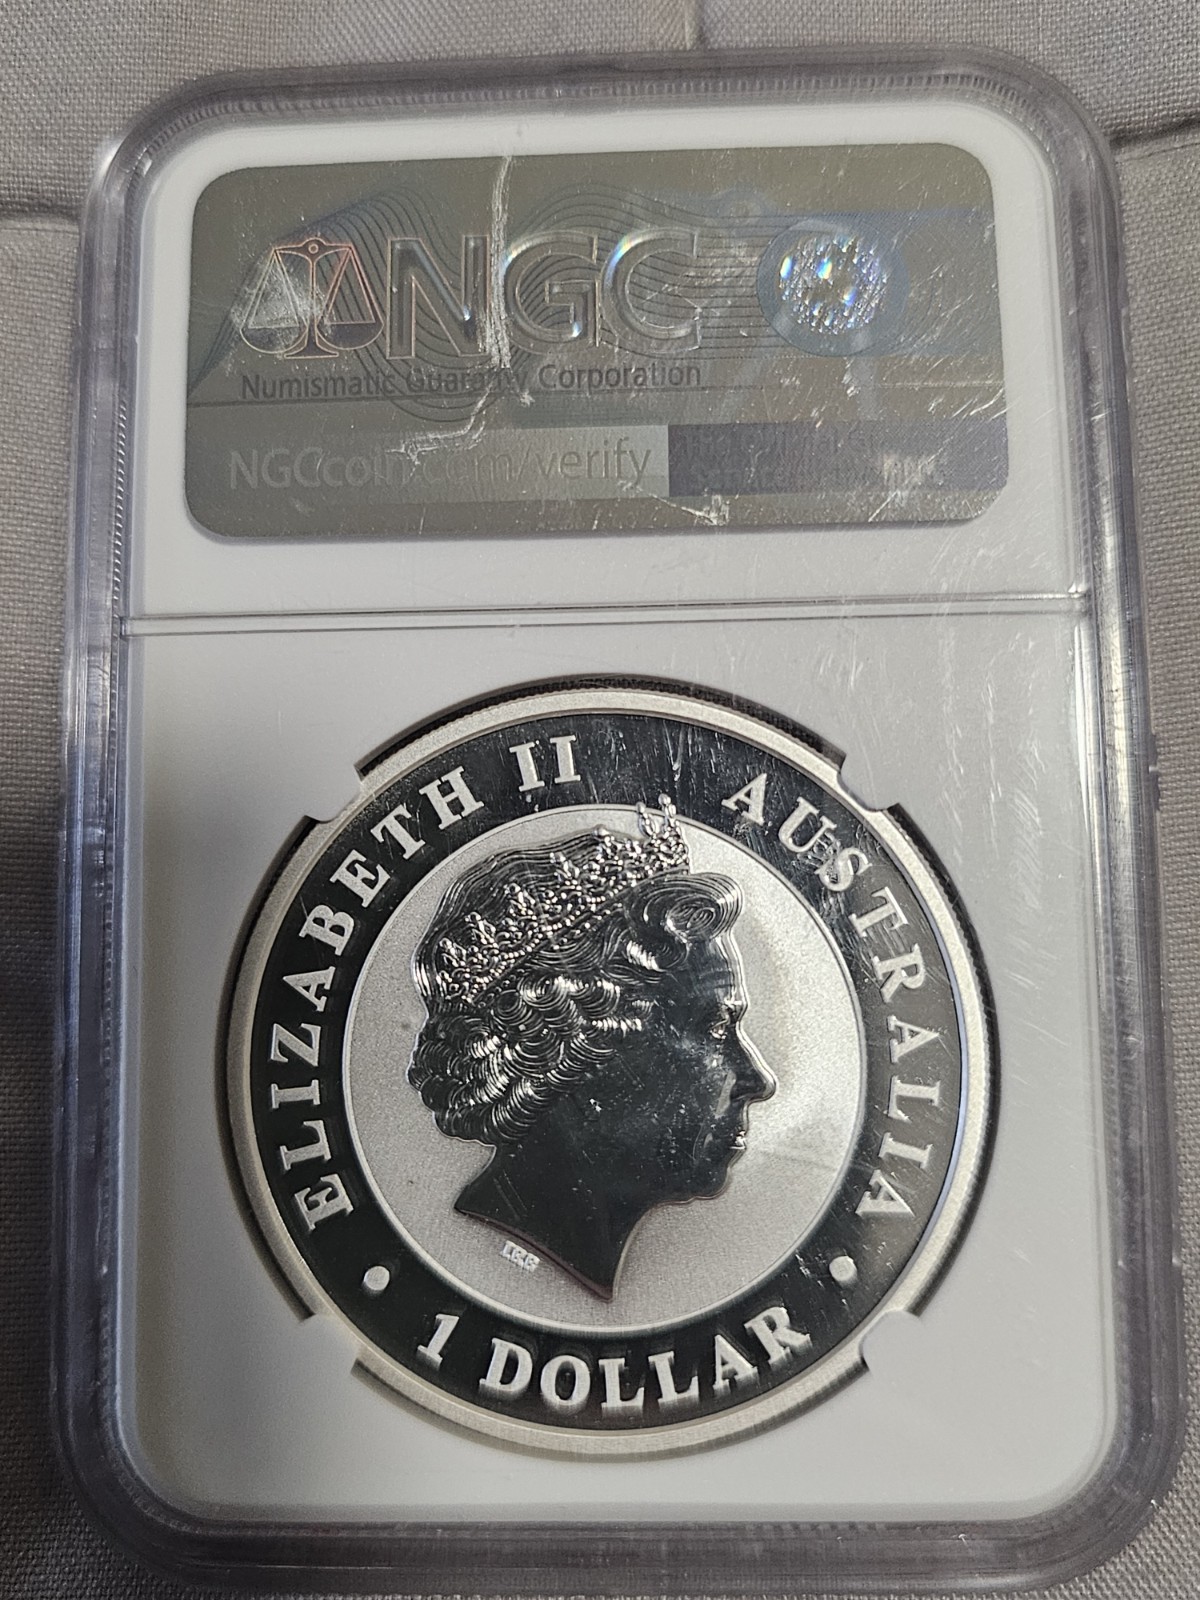 NGC
Numismatic Guaranty Corporation
NGCcoin.com/verify
ELIZABETH II AUSTRALIA
IRB
• 1 DOLLAR •